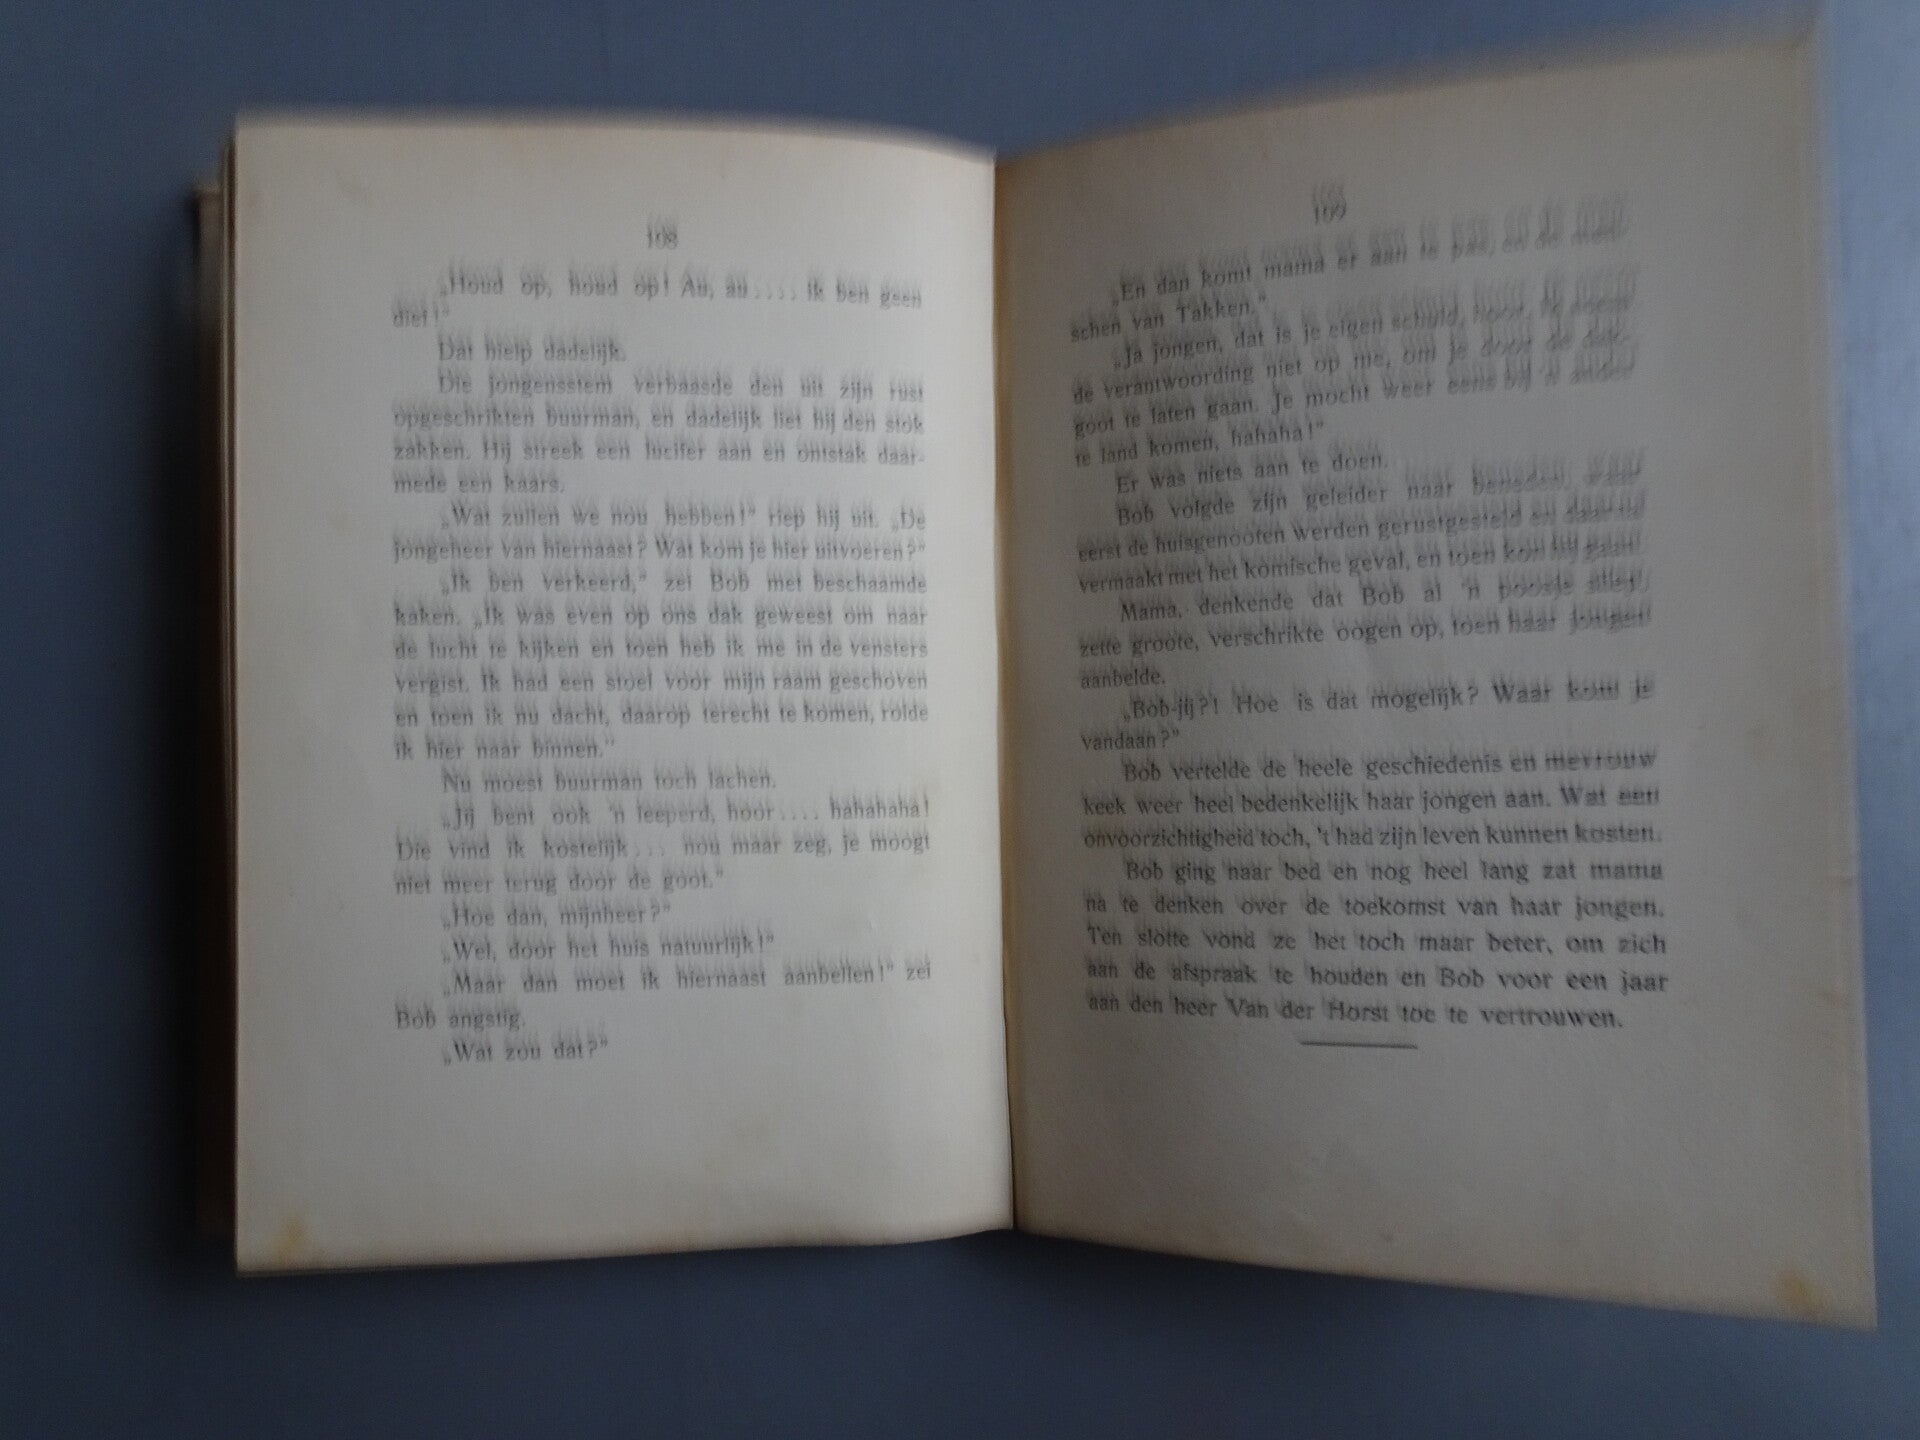 108
„Houd op, houd op! Au, au.... ik ben geen
dief!"
Dat hielp dadelijk.
Die jongensstem verbaasde den uit zijn rust
opgeschrikten buurman, en dadelijk liet hij den stok
zakken. Hij streek een lucifer aan en ontstak daar-
mede een kaars.
„Wat zullen we nou hebben!" riep hij uit. „De
jongeheer van hiernaast? Wat kom je hier uitvoeren?"
„Ik ben verkeerd," zei Bob met beschaamde
kaken. „Ik was even op ons dak geweest om naar
de lucht te kijken en toen heb ik me in de vensters
vergist. Ik had een stoel voor mijn raam geschoven
en toen ik nu dacht, daarop terecht te komen, rolde
ik hier naar binnen."
Nu moest buurman toch lachen.
„Jij bent ook 'n leeperd, hoor.... hahahaha!
Die vind ik kostelijk... nou maar zeg, je moogt
niet meer terug door de goot."
„Hoe dan, mijnheer?"
„Wel, door het huis natuurlijk!"
„Maar dan moet ik hiernaast aanbellen!" zei
Bob angstig.
„Wat zou dat?"
109
„En dan komt mama er aan te pas, en de men-
schen van Takken."
„Ja jongen, dat is je eigen schuld, hoor. Ik neem
de verantwoording niet op me, om je door de dak-
goot te laten gaan. Je mocht weer eens bij 'n ander
te land komen, hahaha!"
Er was niets aan te doen.
Bob volgde zijn geleider naar beneden, waar
eerst de huisgenooten werden gerustgesteld en daarna
vermaakt met het komische geval, en toen kon hij gaan.
Mama, denkende dat Bob al 'n poosje sliep,
zette groote, verschrikte oogen op, toen haar jongen
aanbelde.
„Bob-jij?! Hoe is dat mogelijk? Waar kom je
vandaan?"
Bob vertelde de heele geschiedenis en mevrouw
keek weer heel bedenkelijk haar jongen aan. Wat een
onvoorzichtigheid toch, 't had zijn leven kunnen kosten.
Bob ging naar bed en nog heel lang zat mama
na te denken over de toekomst van haar jongen.
Ten slotte vond ze het toch maar beter, om zich
aan de afspraak te houden en Bob voor een jaar
aan den heer Van der Horst toe te vertrouwen.